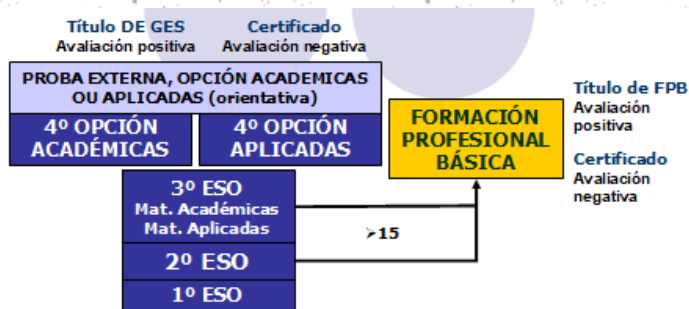 Título DE GES
Avaliación positiva
Certificado
Avaliación negativa
PROBA EXTERNA, OPCIÓN ACADEMICAS
OU APLICADAS (orientativa)
4º OPCIÓN
ACADÉMICAS
4º OPCIÓN
APLICADAS
FORMACIÓN
PROFESIONAL
BÁSICA
Título de FPB
Avaliación
positiva
Certificado
Avaliación
negativa
3º ESO
Mat. Académicas
Mat. Aplicadas
➢15
2º ESO
1º ESO